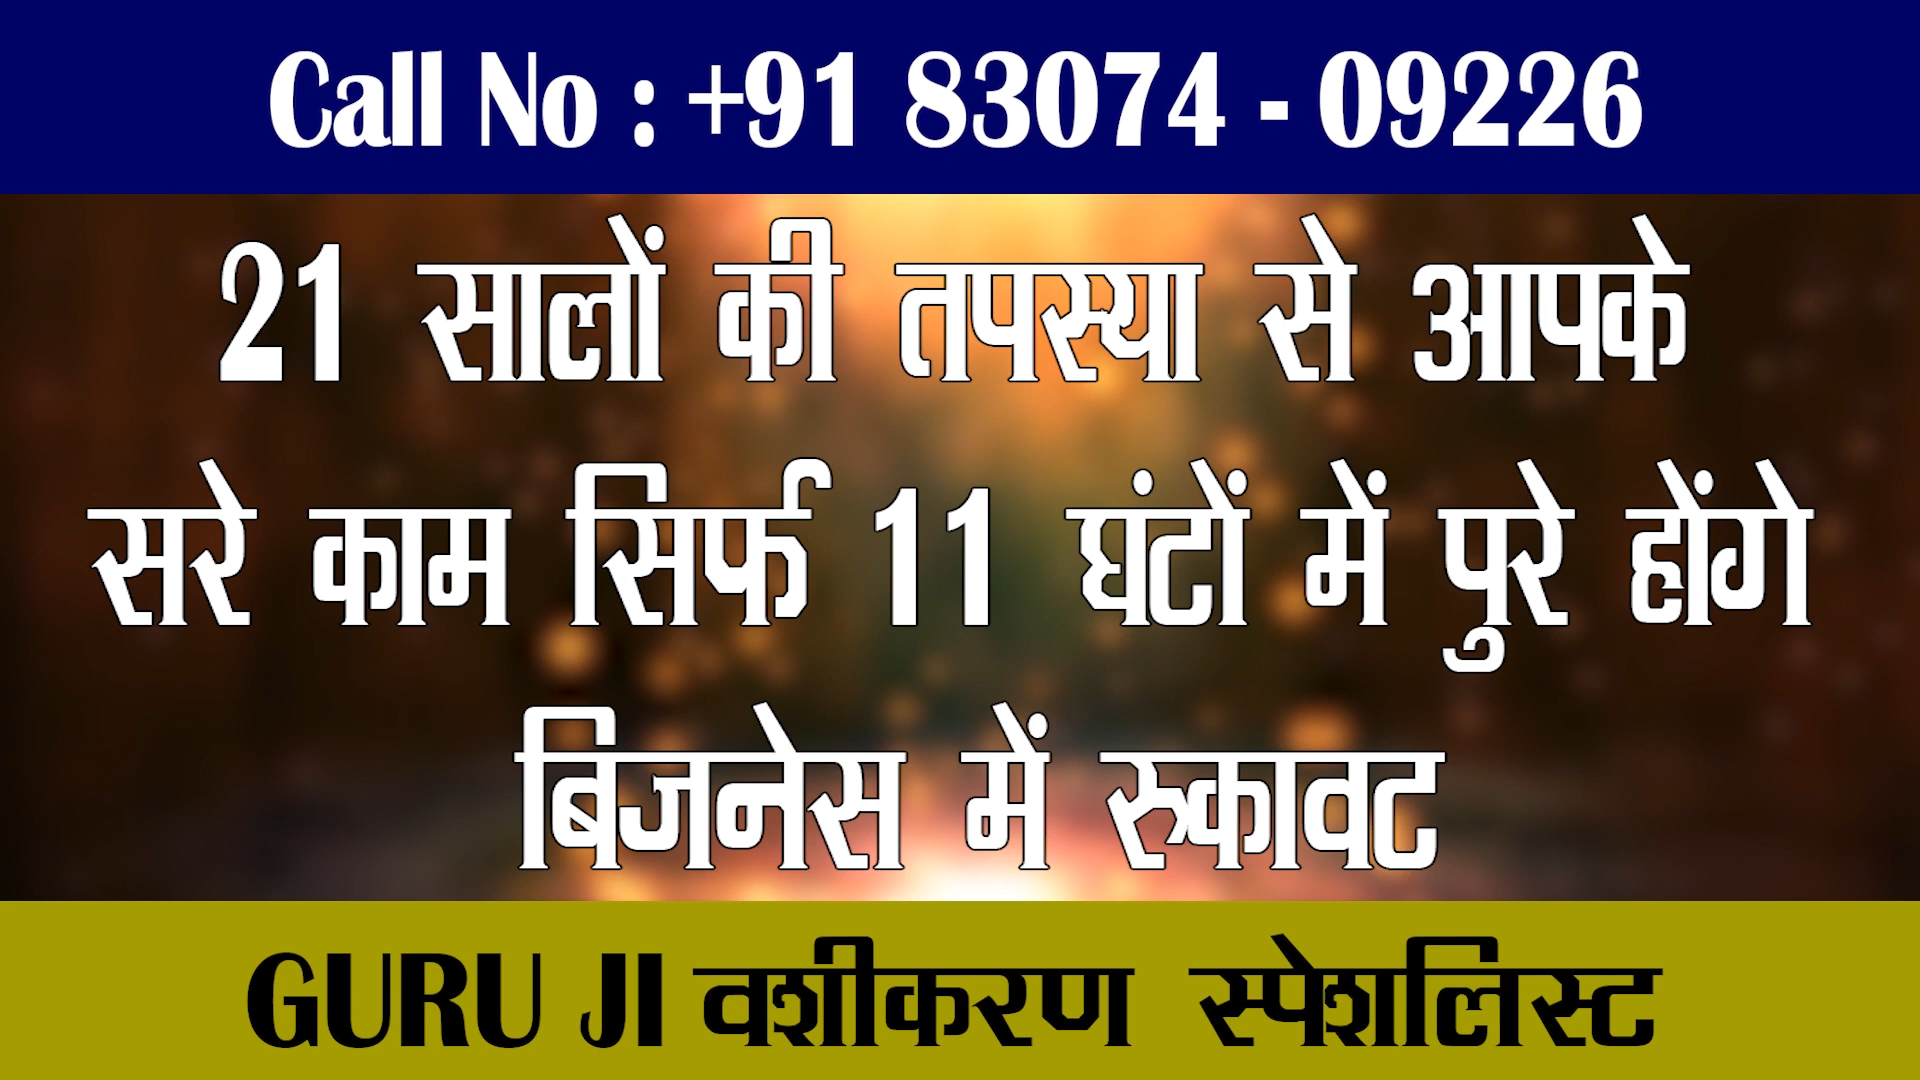 Call No : +91 83074 - 09226
21 सालों की तपस्या से आपके
सरे काम सिर्फ 11 घंटों में पुरे होंगे
बिजनेस में रुकावट
GURU JI वशीकरण स्पेशलिस्ट